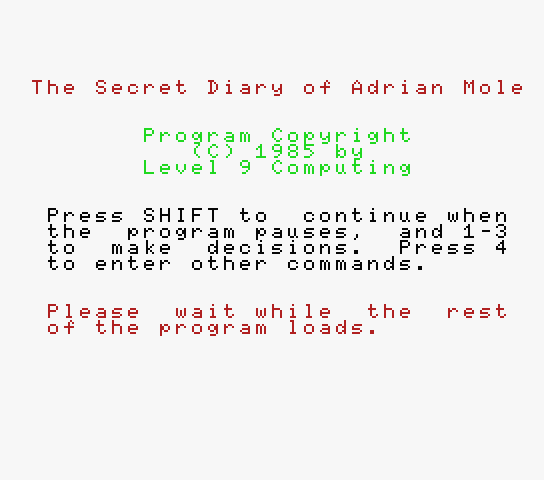 The Secret Diary of Adrian Mole
Program Copyright
(C) 1985 by
Level 9 Computing
Press SHIFT to  continue when
the  program pauses,  and 1-3
to  make  decisions.  Press 4
to enter other commands.
Please  wait while  the  rest
of the program loads.